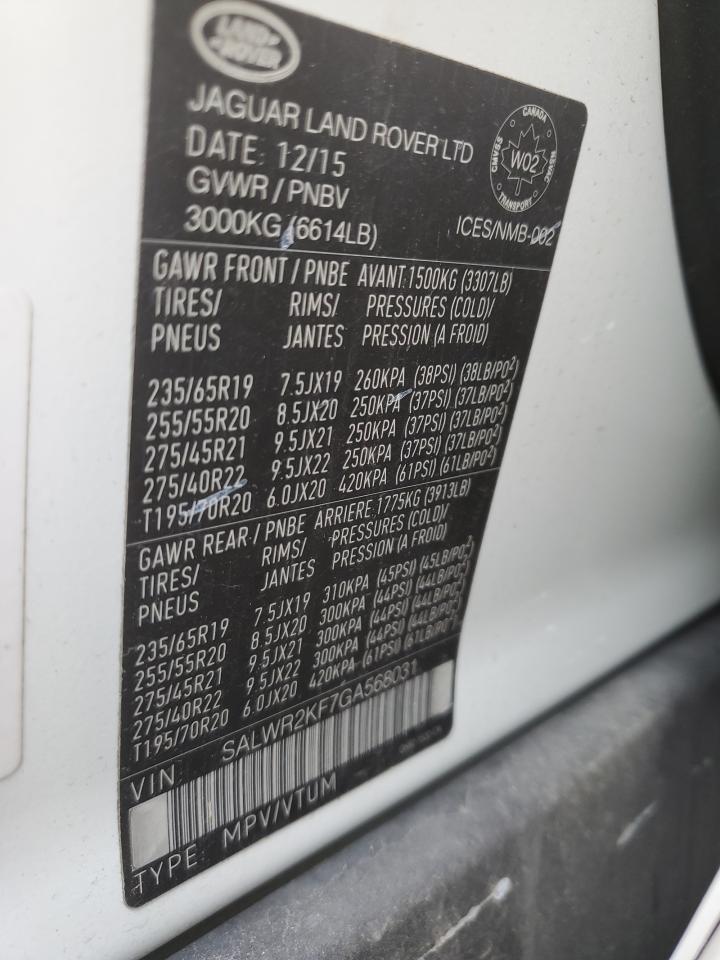 LAND ROVER
JAGUAR LAND ROVER LTD
DATE: 12/15
GVWR / PNBV
3000KG (6614LB)
CANADA
CMVSS
W02
NSVAC
TRANSPORT
ICES/NMB-002
GAWR FRONT / PNBE AVANT:1500KG (3307LB)
TIRES/ RIMS/ PRESSURES (COLD)/
PNEUS JANTES PRESSION (A FROID)
235/65R19 7.5JX19 260KPA (38PSI) (38LB/PO²)
255/55R20 8.5JX20 250KPA (37PSI) (37LB/PO²)
275/45R21 9.5JX21 250KPA (37PSI) (37LB/PO²)
275/40R22 9.5JX22 250KPA (37PSI) (37LB/PO²)
T195/70R20 6.0JX20 420KPA (61PSI) (61LB/PO²)
GAWR REAR / PNBE ARRIERE:1775KG (3913LB)
TIRES/ RIMS/ PRESSURES (COLD)/
PNEUS JANTES PRESSION (A FROID)
235/65R19 7.5JX19 310KPA (45PSI) (45LB/PO²)
255/55R20 8.5JX20 300KPA (44PSI) (44LB/PO²)
275/45R21 9.5JX21 300KPA (44PSI) (44LB/PO²)
275/40R22 9.5JX22 300KPA (44PSI) (44LB/PO²)
T195/70R20 6.0JX20 420KPA (61PSI) (61LB/PO²)
VIN: SALWR2KF7GA568031
TYPE: MPV/VTUM